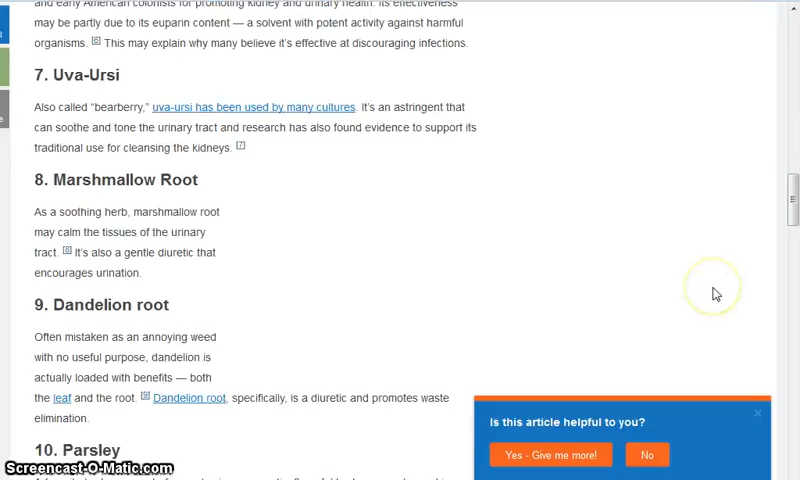 and early American colonists for promoting kidney and urinary health. Its effectiveness
may be partly due to its euparin content — a solvent with potent activity against harmful
organisms. [6] This may explain why many believe it's effective at discouraging infections.
7. Uva-Ursi
Also called “bearberry,” uva-ursi has been used by many cultures. It's an astringent that
can soothe and tone the urinary tract and research has also found evidence to support its
traditional use for cleansing the kidneys. [7]
8. Marshmallow Root
As a soothing herb, marshmallow root
may calm the tissues of the urinary
tract. [8] It's also a gentle diuretic that
encourages urination.
9. Dandelion root
Often mistaken as an annoying weed
with no useful purpose, dandelion is
actually loaded with benefits — both
the leaf and the root. [9] Dandelion root, specifically, is a diuretic and promotes waste
elimination.
Is this article helpful to you?
Yes - Give me more!
No
10. Parsley
Screencast-O-Matic.com